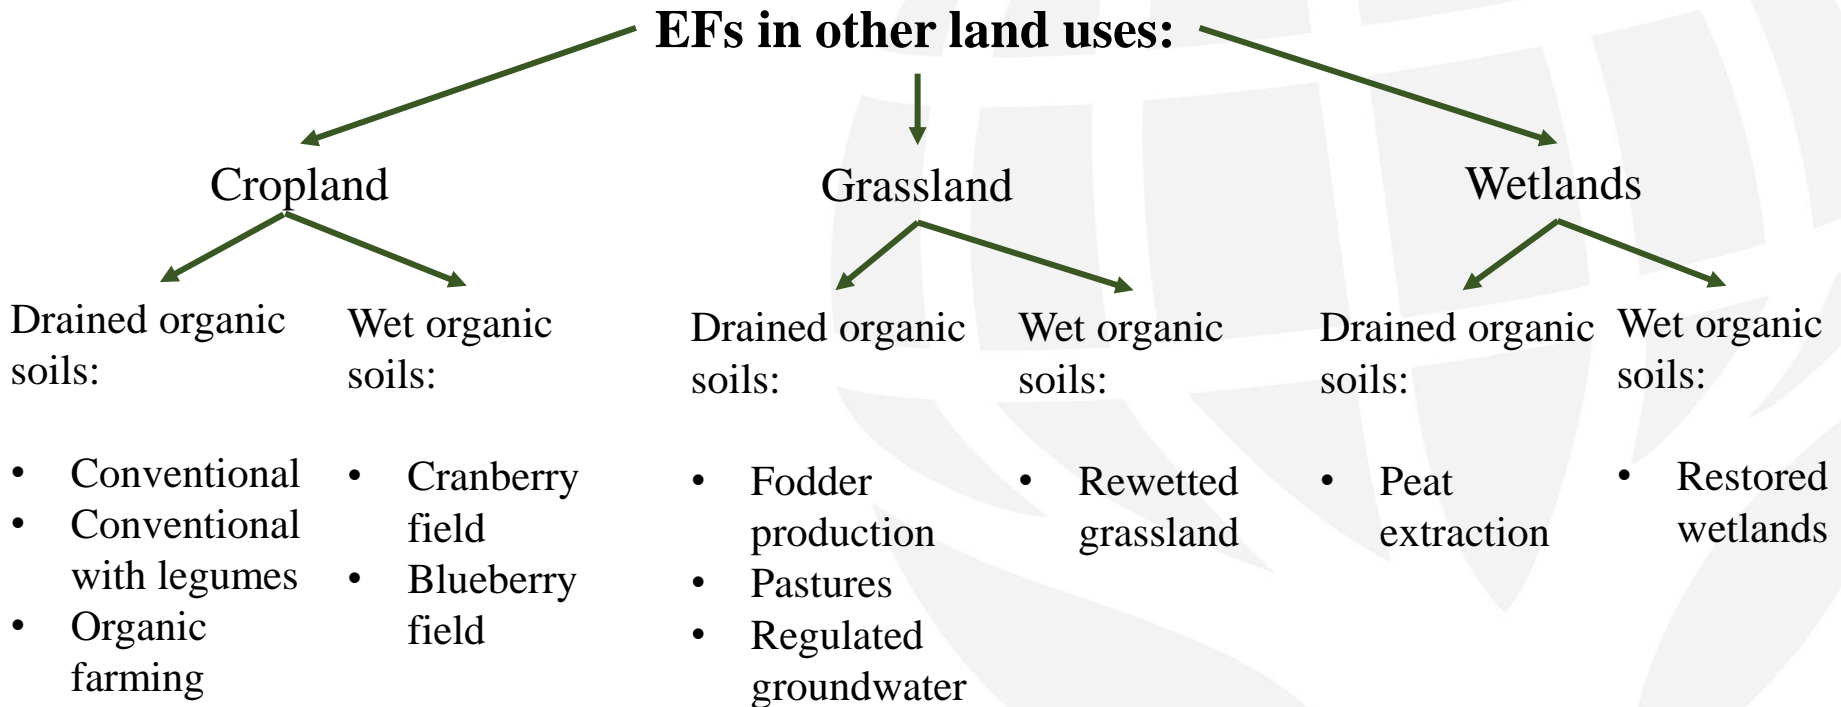 EFs in other land uses:
Cropland
Grassland
Wetlands
Drained organic
soils:
• Conventional
• Conventional
with legumes
• Organic
farming
Wet organic
soils:
• Cranberry
field
• Blueberry
field
Drained organic
soils:
• Fodder
production
• Pastures
• Regulated
groundwater
Wet organic
soils:
• Rewetted
grassland
Drained organic
soils:
• Peat
extraction
Wet organic
soils:
• Restored
wetlands